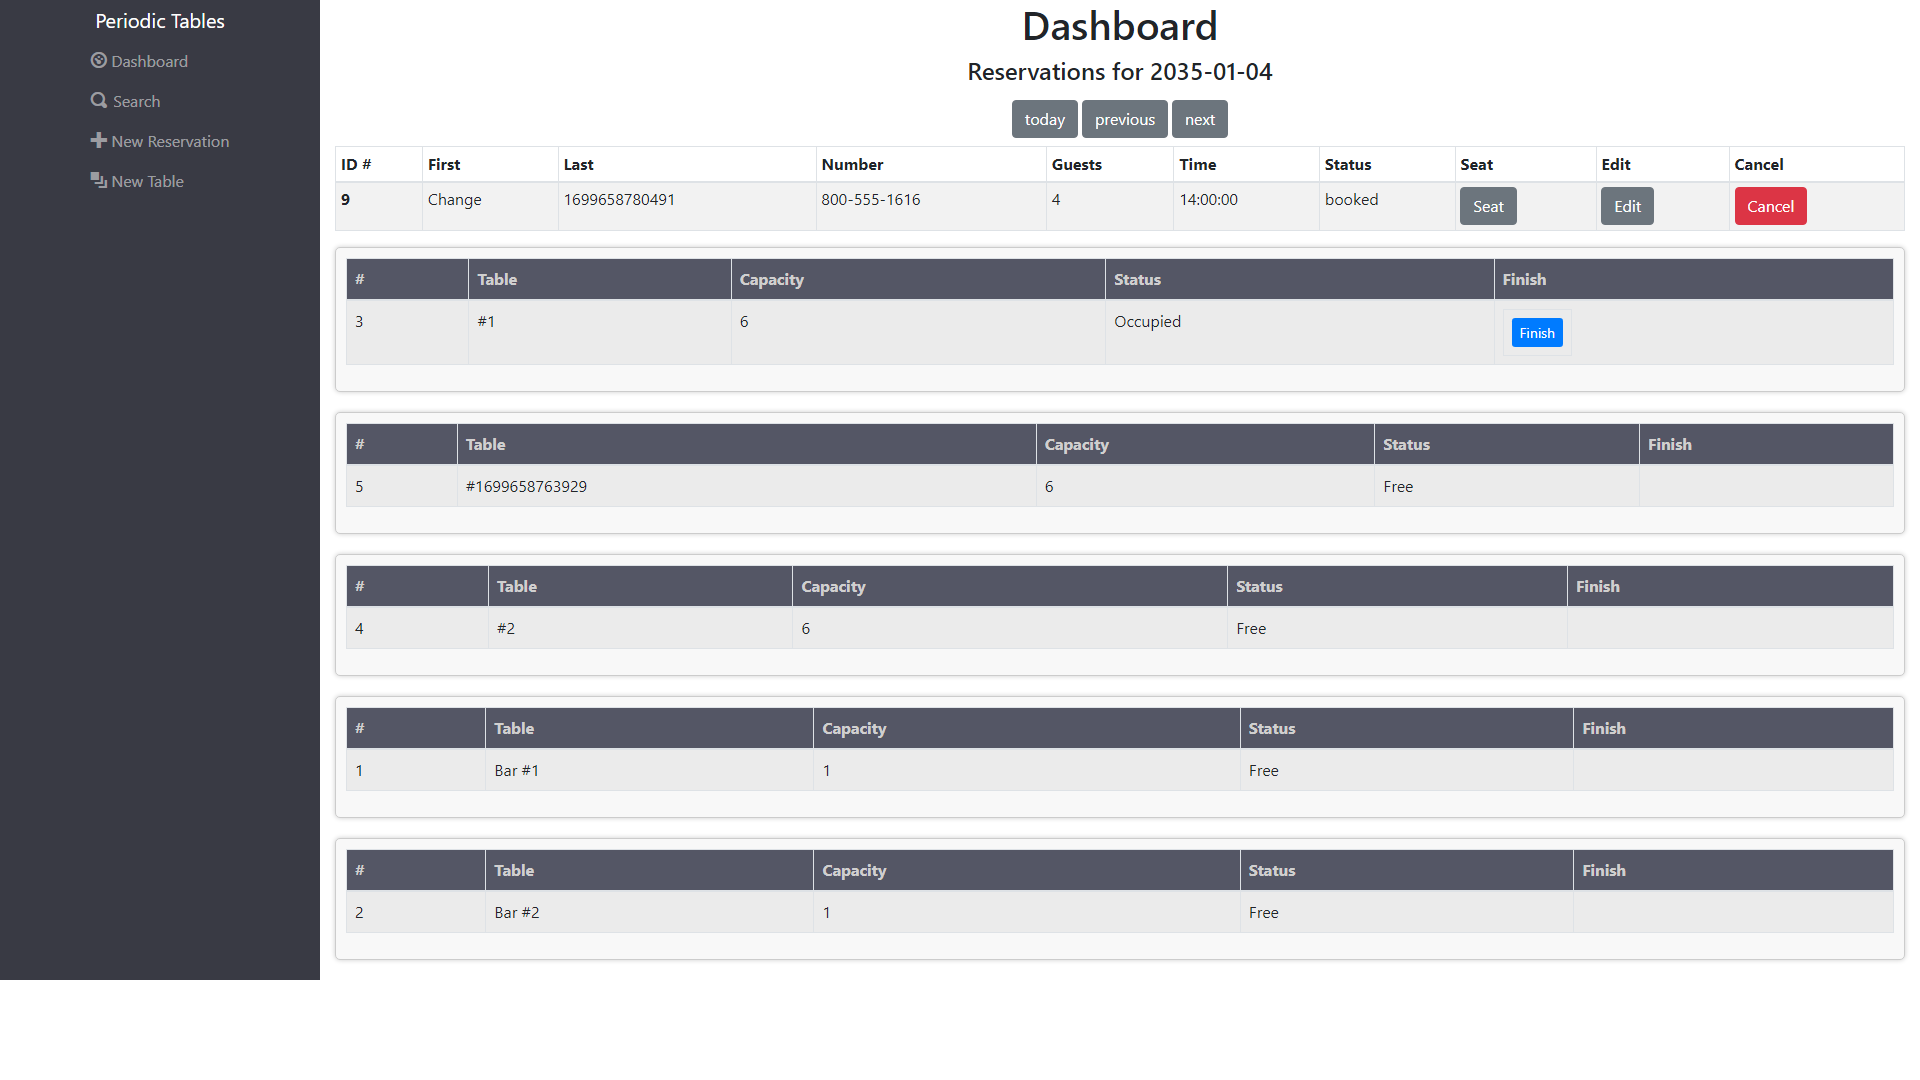 Periodic Tables
Dashboard
Search
New Reservation
New Table
Dashboard
Reservations for 2035-01-04
today previous next
ID # First Last Number Guests Time Status Seat Edit Cancel
9 Change 1699658780491 800-555-1616 4 14:00:00 booked Seat Edit Cancel
# Table Capacity Status Finish
3 #1 6 Occupied Finish
# Table Capacity Status Finish
5 #1699658763929 6 Free
# Table Capacity Status Finish
4 #2 6 Free
# Table Capacity Status Finish
1 Bar #1 1 Free
# Table Capacity Status Finish
2 Bar #2 1 Free